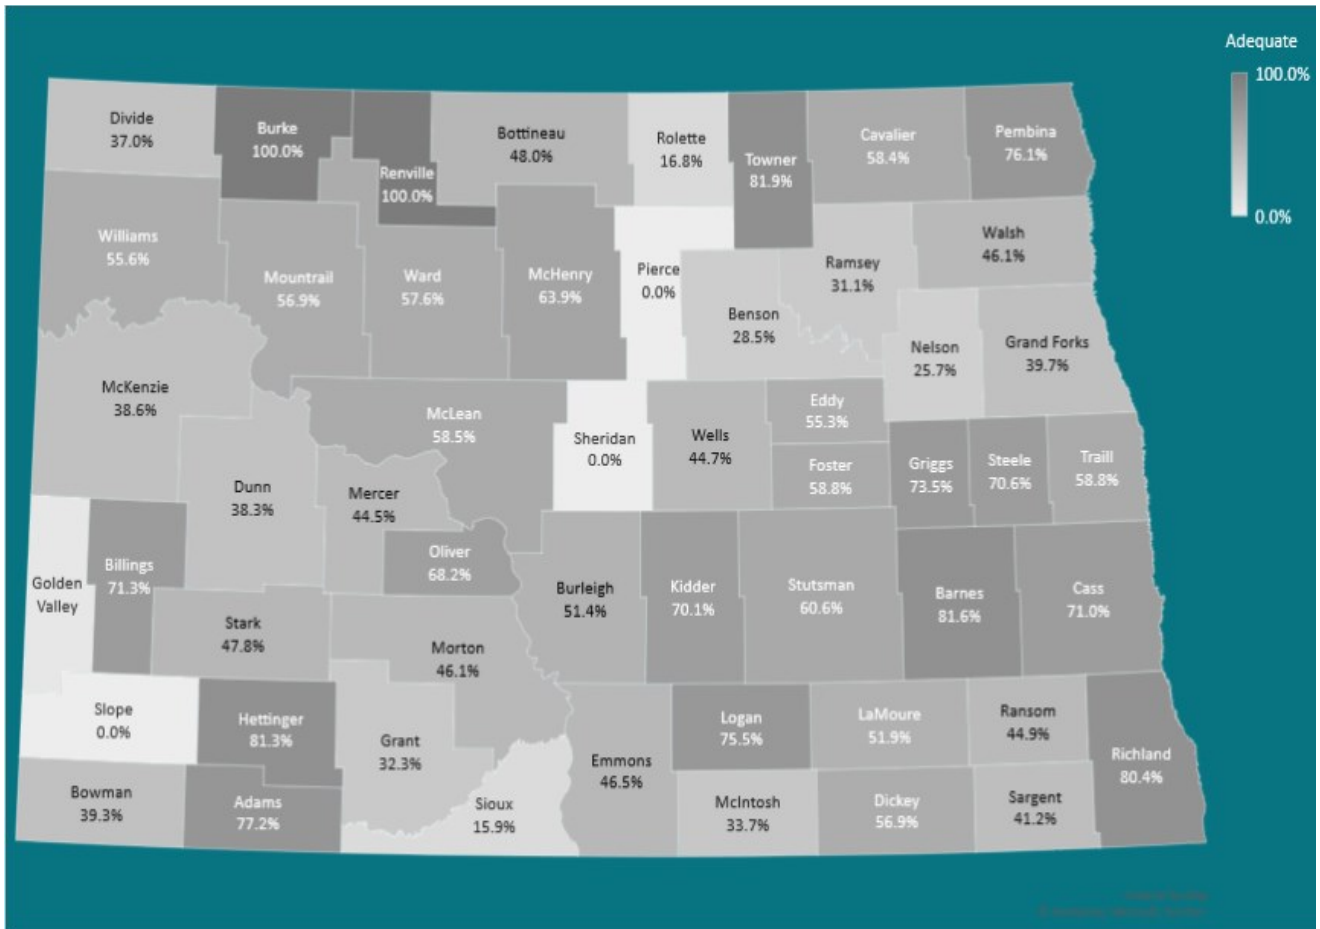 Adequate
100.0%
0.0%
Divide
37.0%
Burke
100.0%
Renville
100.0%
Bottineau
48.0%
Rolette
16.8%
Towner
81.9%
Cavalier
58.4%
Pembina
76.1%
Williams
55.6%
Mountrail
56.9%
Ward
57.6%
McHenry
63.9%
Pierce
0.0%
Benson
28.5%
Ramsey
31.1%
Walsh
46.1%
Nelson
25.7%
Grand Forks
39.7%
McKenzie
38.6%
McLean
58.5%
Sheridan
0.0%
Wells
44.7%
Eddy
55.3%
Foster
58.8%
Griggs
73.5%
Steele
70.6%
Traill
58.8%
Dunn
38.3%
Mercer
44.5%
Oliver
68.2%
Golden
Valley
Billings
71.3%
Stark
47.8%
Morton
46.1%
Burleigh
51.4%
Kidder
70.1%
Stutsman
60.6%
Barnes
81.6%
Cass
71.0%
Slope
0.0%
Hettinger
81.3%
Grant
32.3%
Emmons
46.5%
Logan
75.5%
LaMoure
51.9%
Ransom
44.9%
Richland
80.4%
Bowman
39.3%
Adams
77.2%
Sioux
15.9%
McIntosh
33.7%
Dickey
56.9%
Sargent
41.2%